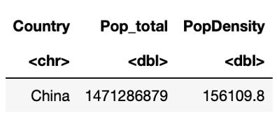 Country Pop_total PopDensity
<chr> <dbl> <dbl>
China 1471286879 156109.8